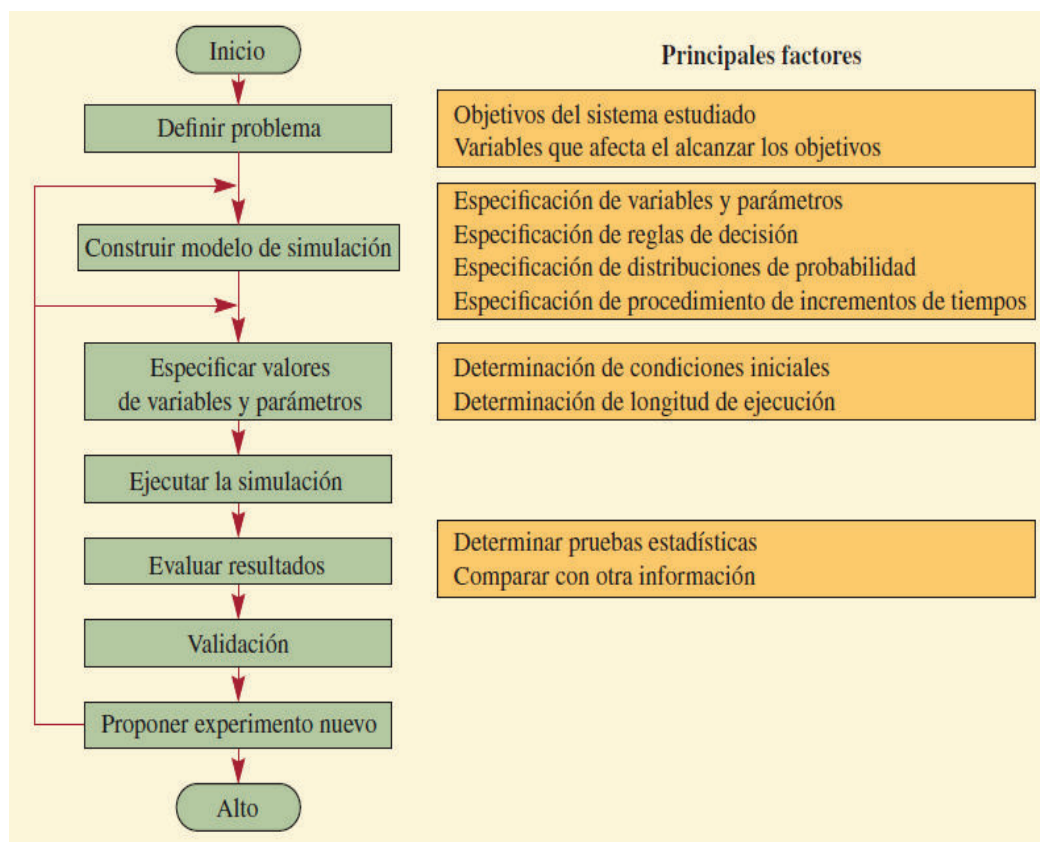 Inicio
Principales factores
Definir problema
Objetivos del sistema estudiado
Variables que afecta el alcanzar los objetivos
Construir modelo de simulación
Especificación de variables y parámetros
Especificación de reglas de decisión
Especificación de distribuciones de probabilidad
Especificación de procedimiento de incrementos de tiempos
Especificar valores
de variables y parámetros
Determinación de condiciones iniciales
Determinación de longitud de ejecución
Ejecutar la simulación
Evaluar resultados
Determinar pruebas estadísticas
Comparar con otra información
Validación
Proponer experimento nuevo
Alto